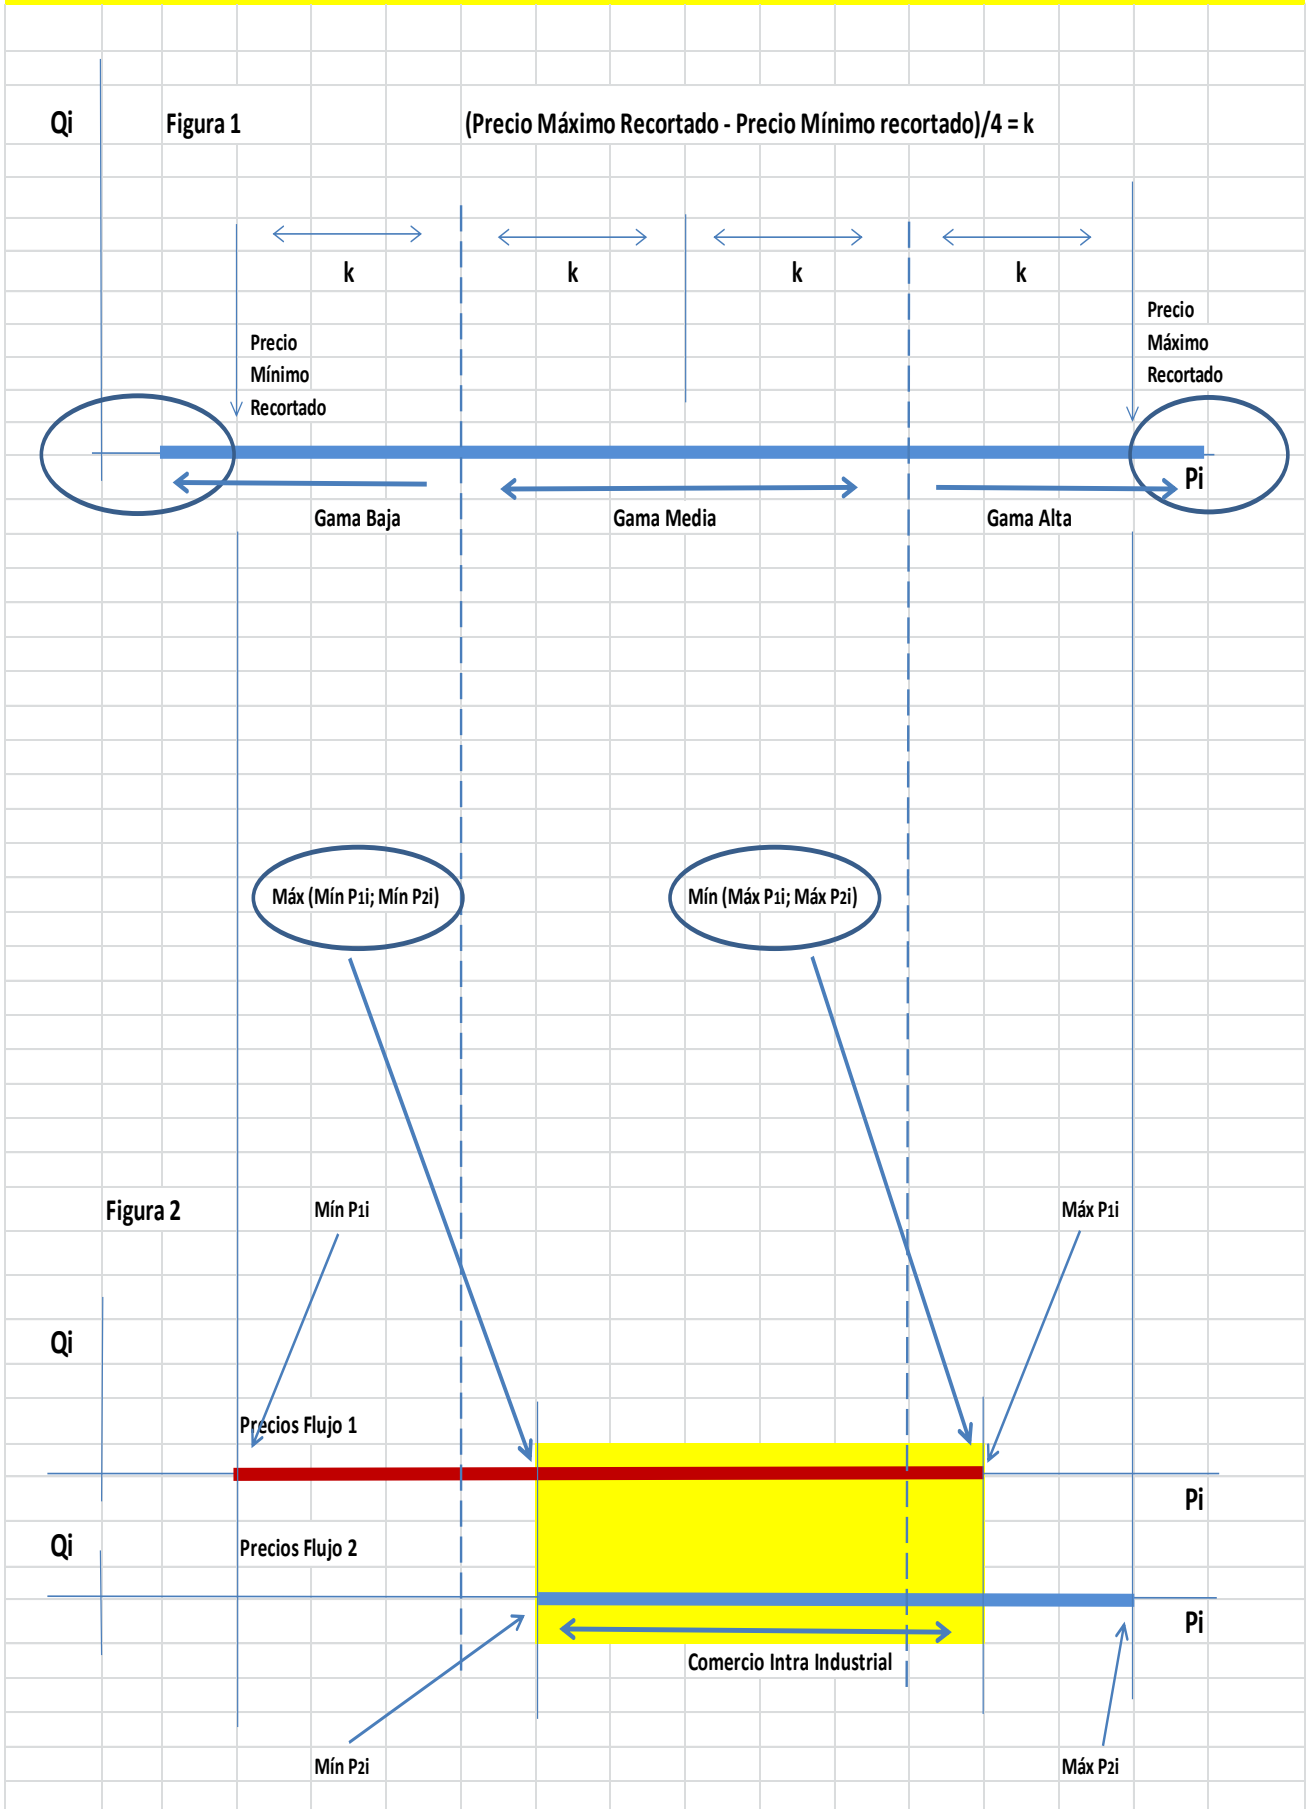 Qi
Figura 1
(Precio Máximo Recortado - Precio Mínimo recortado)/4 = k
k
k
k
k
Precio
Mínimo
Recortado
Precio
Máximo
Recortado
Pi
Gama Baja
Gama Media
Gama Alta
Máx (Mín P1i; Mín P2i)
Mín (Máx P1i; Máx P2i)
Figura 2
Mín P1i
Máx P1i
Qi
Precios Flujo 1
Pi
Qi
Precios Flujo 2
Pi
Comercio Intra Industrial
Mín P2i
Máx P2i